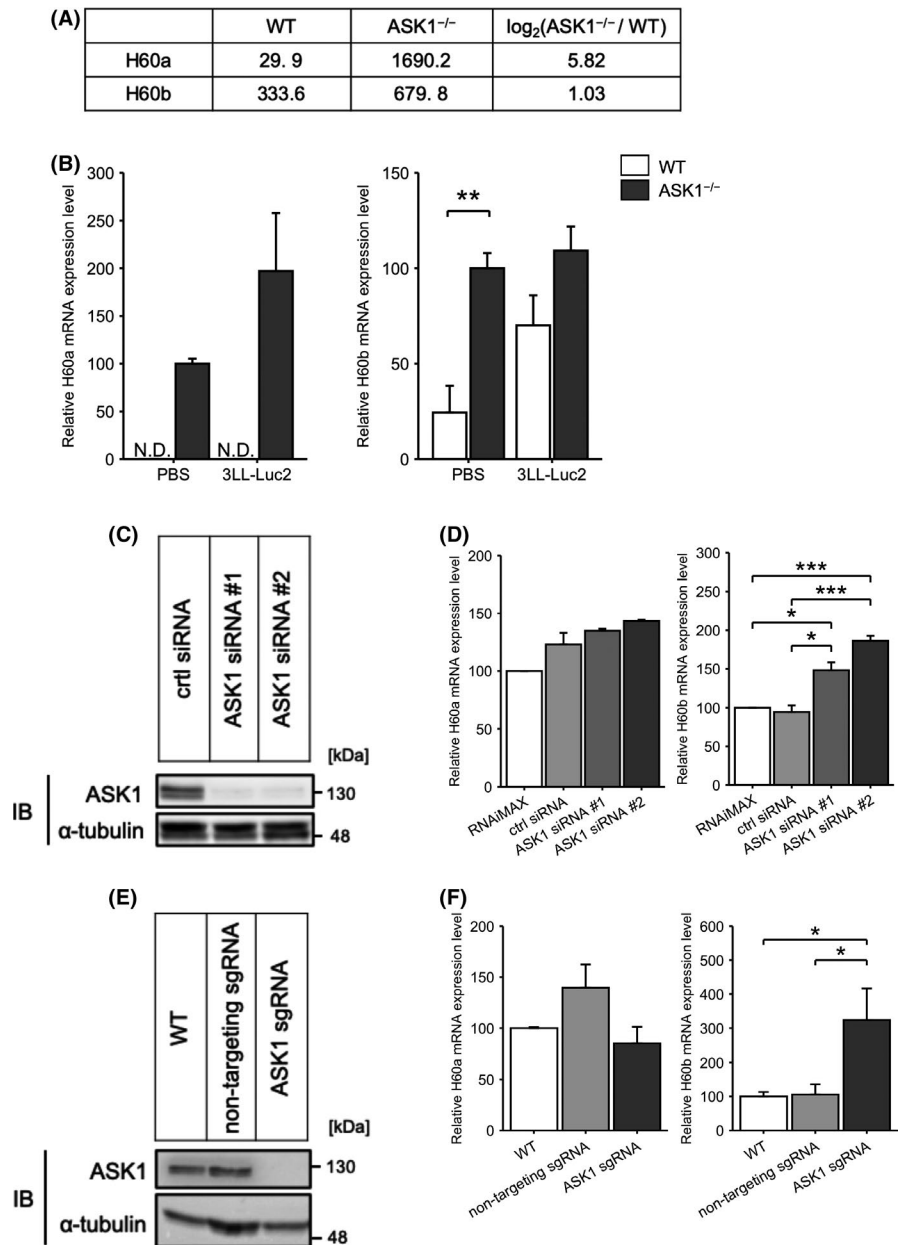 (A)
WT ASK1⁻/⁻ log₂(ASK1⁻/⁻ / WT)
H60a 29. 9 1690.2 5.82
H60b 333.6 679. 8 1.03
(B)
Relative H60a mRNA expression level
300
250
200
150
100
50
0
N.D. N.D.
PBS 3LL-Luc2
Relative H60b mRNA expression level
150
100
50
0
**
PBS 3LL-Luc2
WT
ASK1⁻/⁻
(C)
crtl siRNA
ASK1 siRNA #1
ASK1 siRNA #2
[kDa]
IB
ASK1 130
α-tubulin 48
(D)
Relative H60a mRNA expression level
200
150
100
50
0
RNAiMAX
ctrl siRNA
ASK1 siRNA #1
ASK1 siRNA #2
Relative H60b mRNA expression level
300
250
200
150
100
50
0
***
***
*
*
RNAiMAX
ctrl siRNA
ASK1 siRNA #1
ASK1 siRNA #2
(E)
WT
non-targeting sgRNA
ASK1 sgRNA
[kDa]
IB
ASK1 130
α-tubulin 48
(F)
Relative H60a mRNA expression level
200
150
100
50
0
WT
non-targeting sgRNA
ASK1 sgRNA
Relative H60b mRNA expression level
600
500
400
300
200
100
0
*
*
WT
non-targeting sgRNA
ASK1 sgRNA